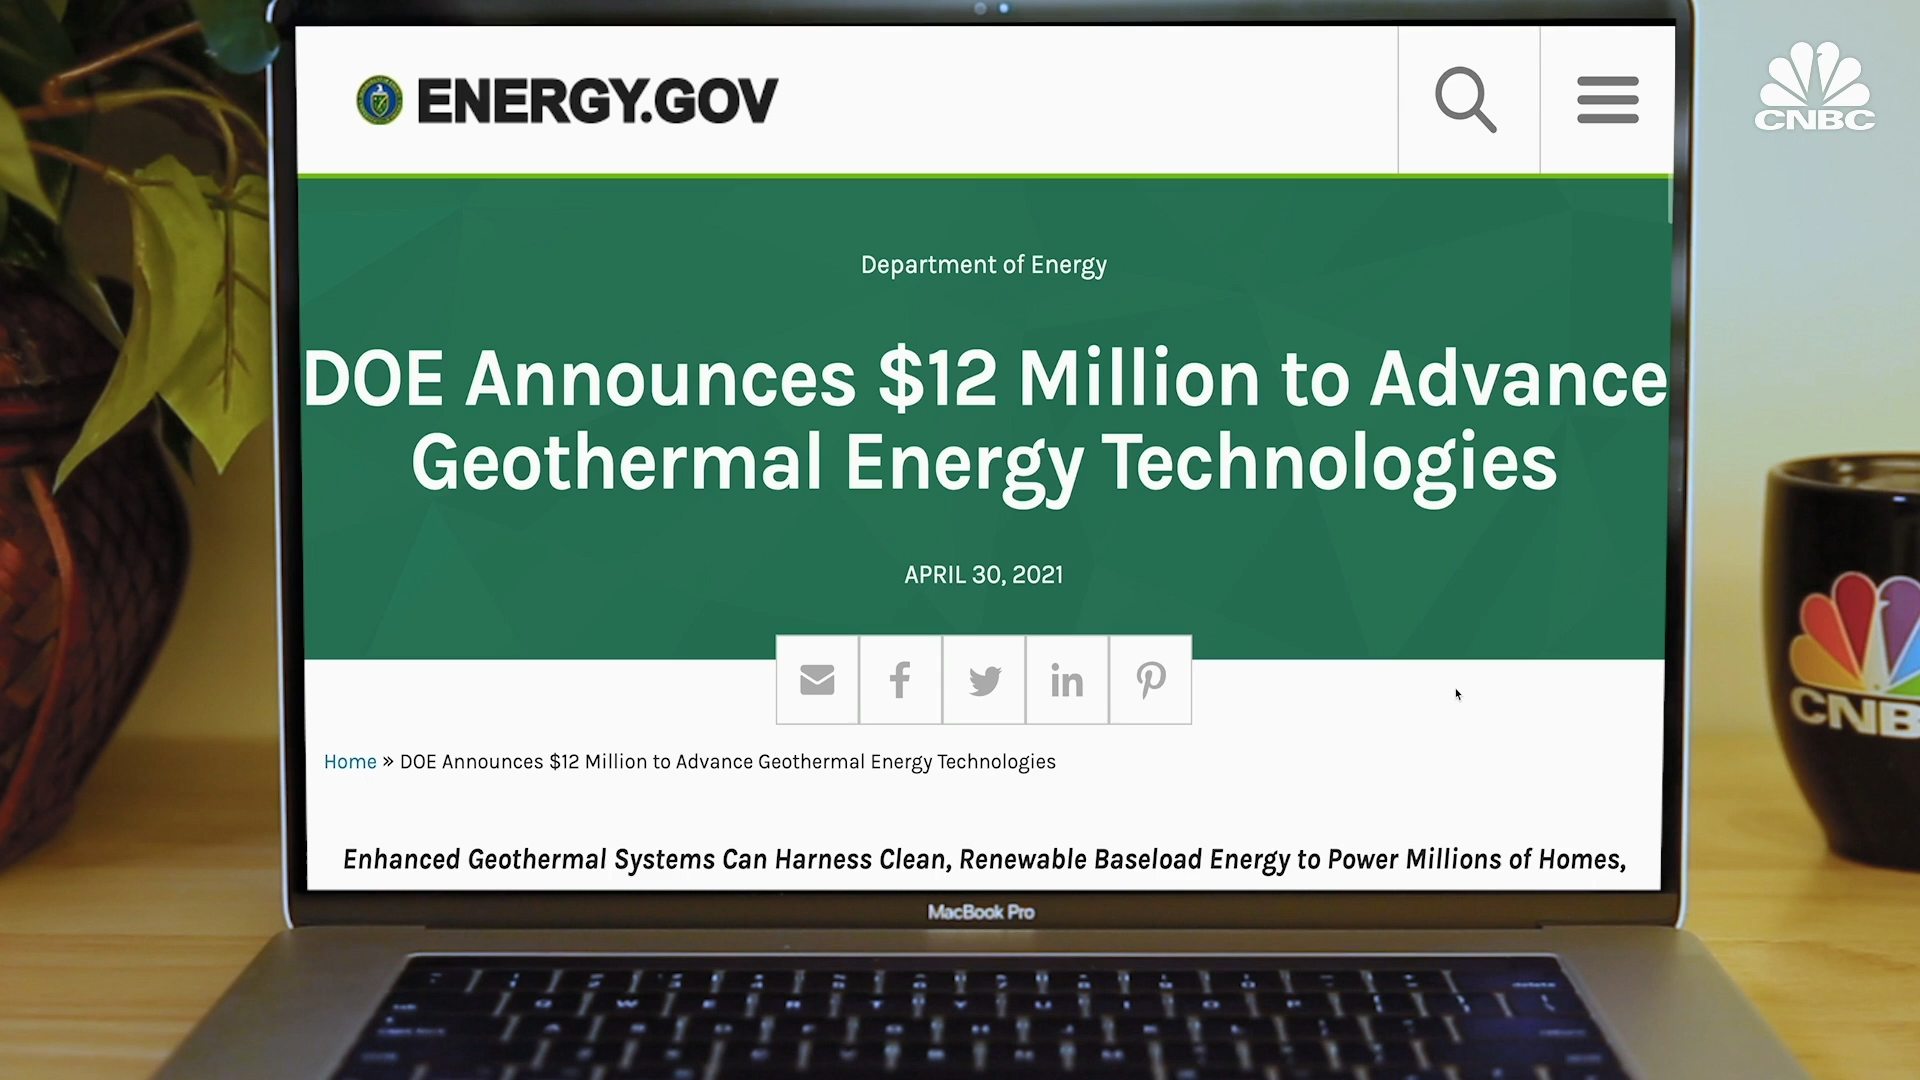 ENERGY.GOV
CNBC
Department of Energy
DOE Announces $12 Million to Advance
Geothermal Energy Technologies
APRIL 30, 2021
Home » DOE Announces $12 Million to Advance Geothermal Energy Technologies
Enhanced Geothermal Systems Can Harness Clean, Renewable Baseload Energy to Power Millions of Homes,
CNB
MacBook Pro
delete
Q W E R T Y U I O P